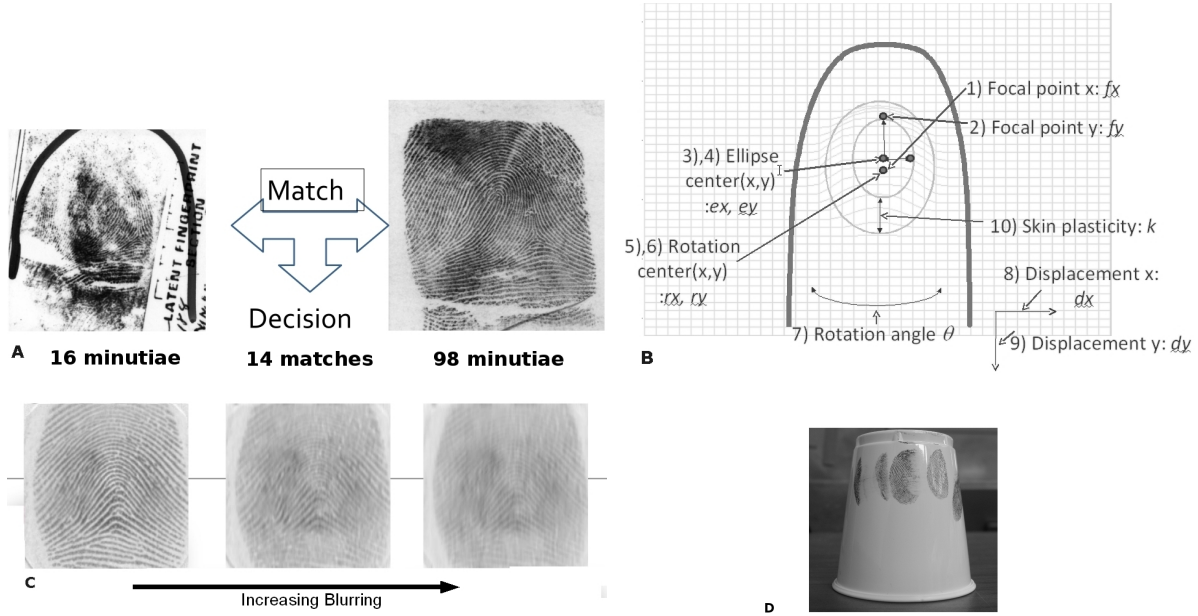 LATENT FINGERPRINT
SECTION
Match
Decision
A
16 minutiae
14 matches
98 minutiae
1) Focal point x: fx
2) Focal point y: fy
3),4) Ellipse
center(x,y)
:ex, ey
10) Skin plasticity: k
5),6) Rotation
center(x,y)
:rx, ry
8) Displacement x:
dx
7) Rotation angle θ
9) Displacement y: dy
B
C
Increasing Blurring
D